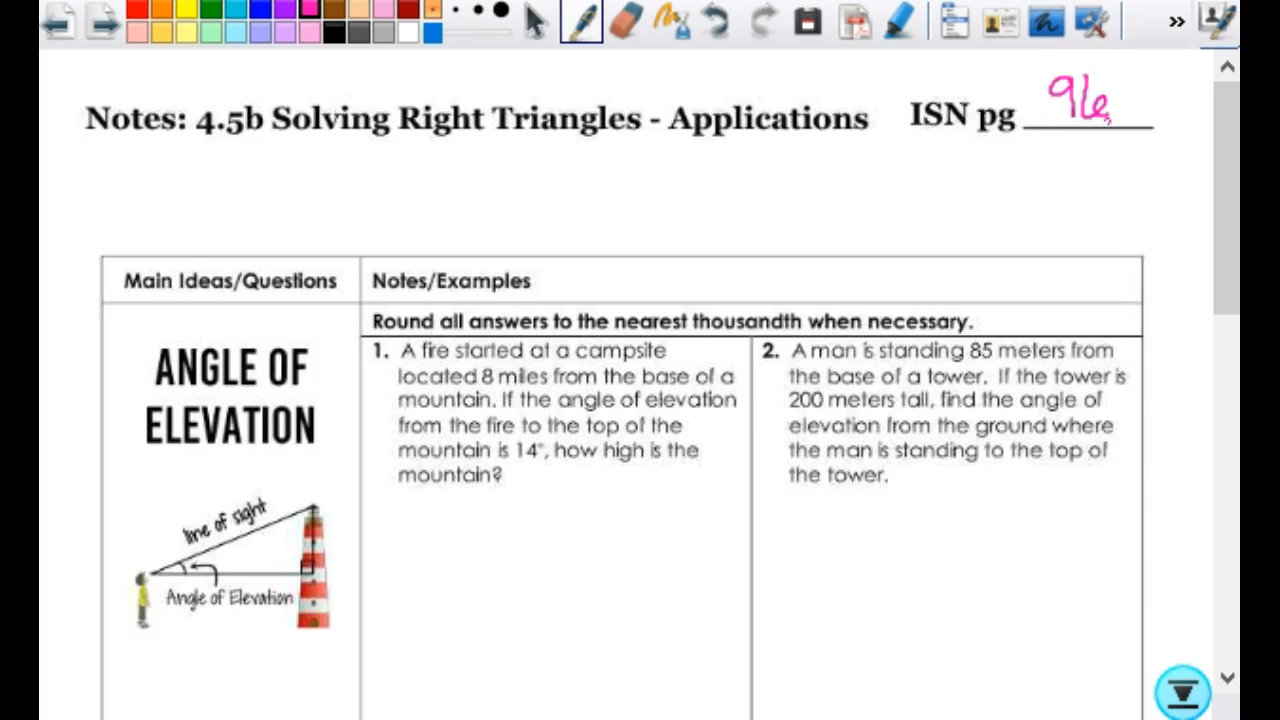 Notes: 4.5b Solving Right Triangles - Applications
ISN pg 96
Main Ideas/Questions
Notes/Examples
ANGLE OF
ELEVATION
line of sight
Angle of Elevation
Round all answers to the nearest thousandth when necessary.
1. A fire started at a campsite
located 8 miles from the base of a
mountain. If the angle of elevation
from the fire to the top of the
mountain is 14°, how high is the
mountain?
2. A man is standing 85 meters from
the base of a tower. If the tower is
200 meters tall, find the angle of
elevation from the ground where
the man is standing to the top of
the tower.